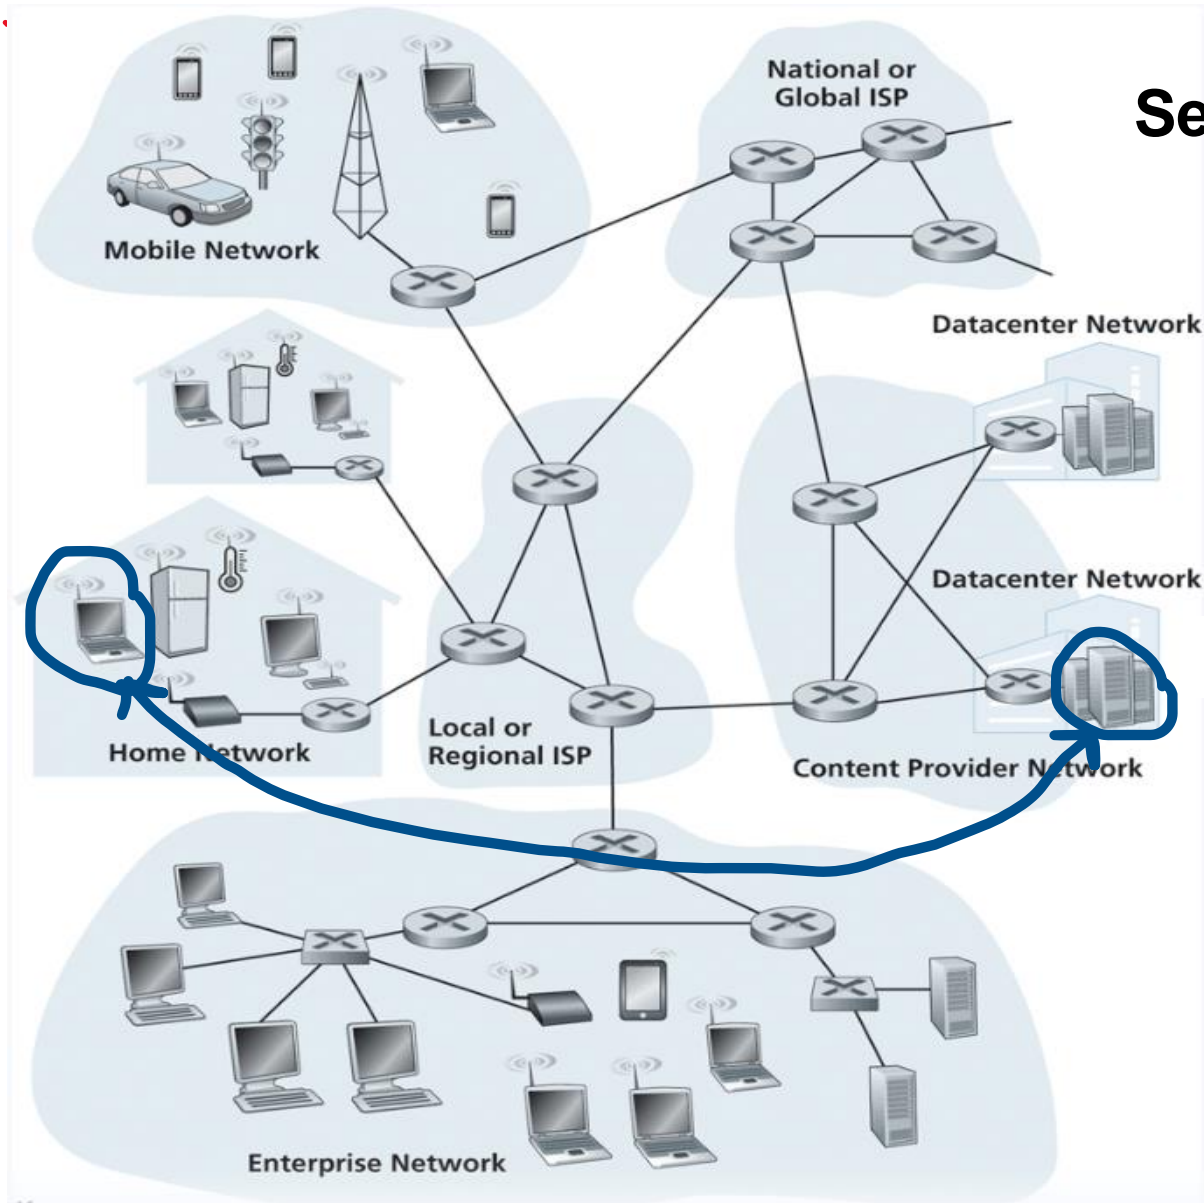 National or
Global ISP
Se
Mobile Network
Datacenter Network
Datacenter Network
Home Network
Local or
Regional ISP
Content Provider Network
Enterprise Network